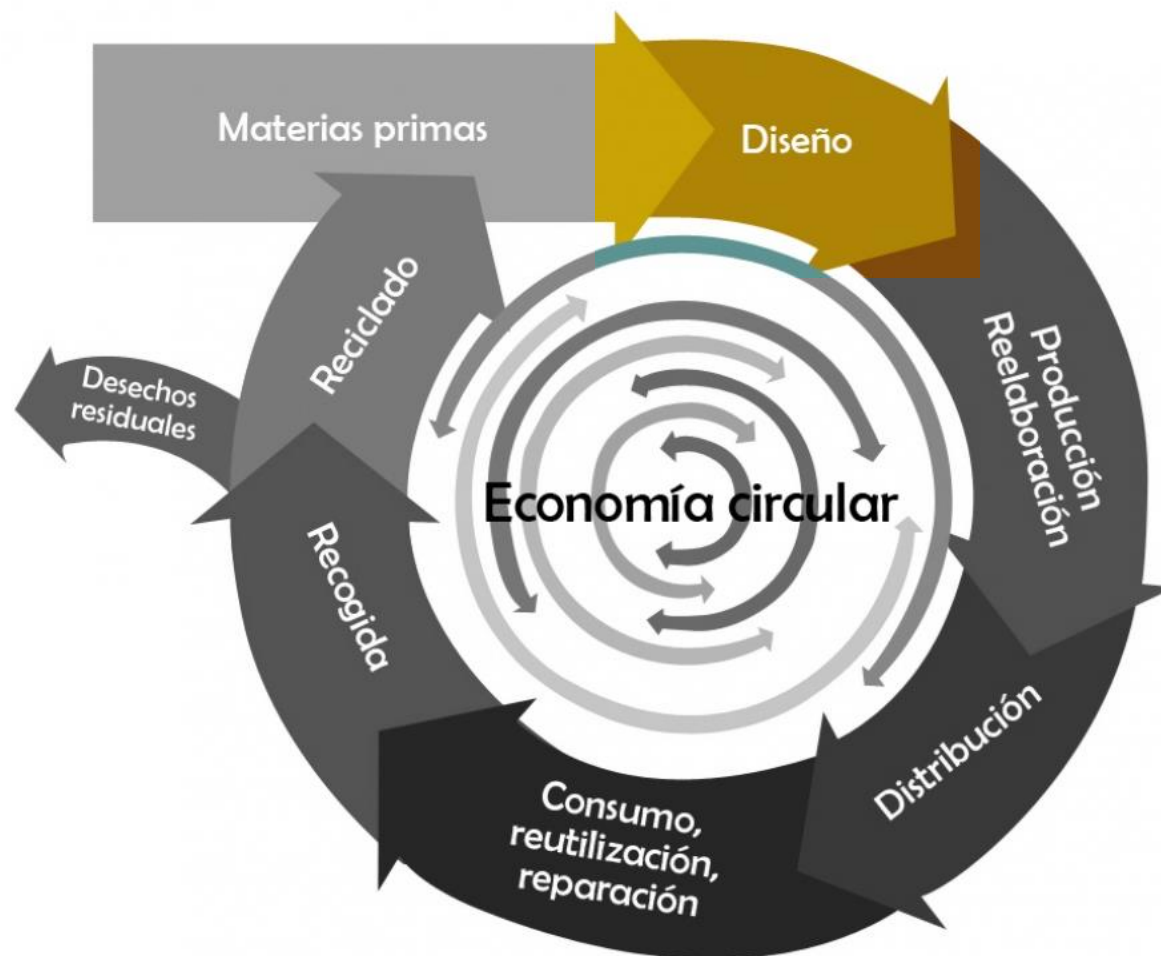 Materias primas
Diseño
Producción
Reelaboración
Distribución
Consumo,
reutilización,
reparación
Recogida
Desechos
residuales
Reciclado
Economía circular